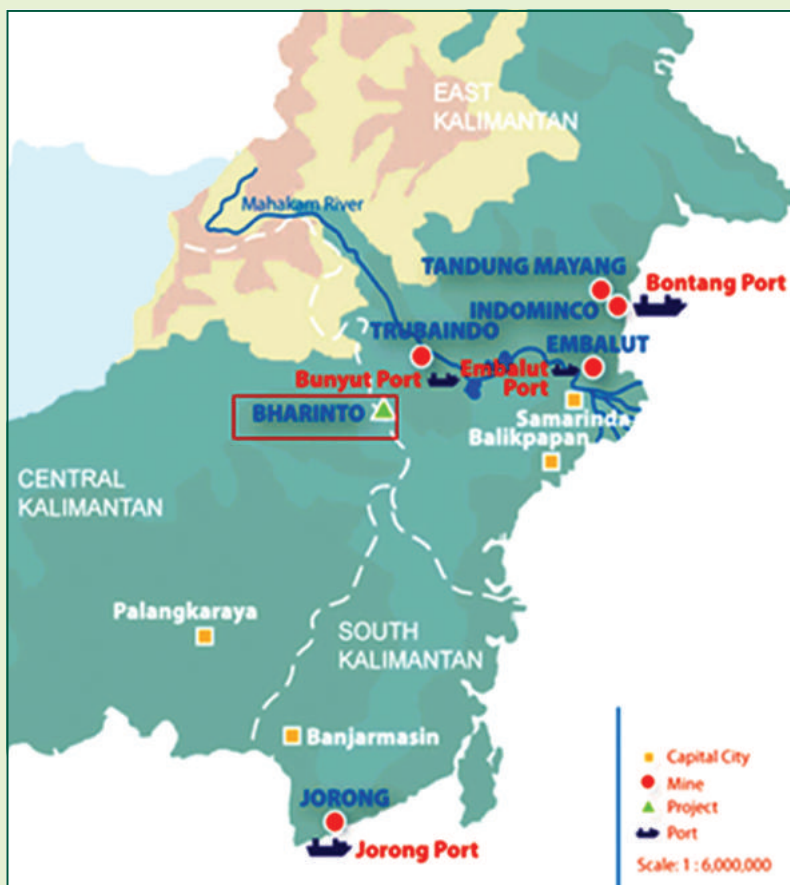 EAST
KALIMANTAN
Mahakam River
TANDUNG MAYANG
Bontang Port
INDOMINCO
TRUBAINDO
EMBALUT
Bunyut Port
Embalut
Port
BHARINTO
Samarinda
Balikpapan
CENTRAL
KALIMANTAN
Palangkaraya
SOUTH
KALIMANTAN
Banjarmasin
JORONG
Jorong Port
Capital City
Mine
Project
Port
Scale: 1 : 6,000,000